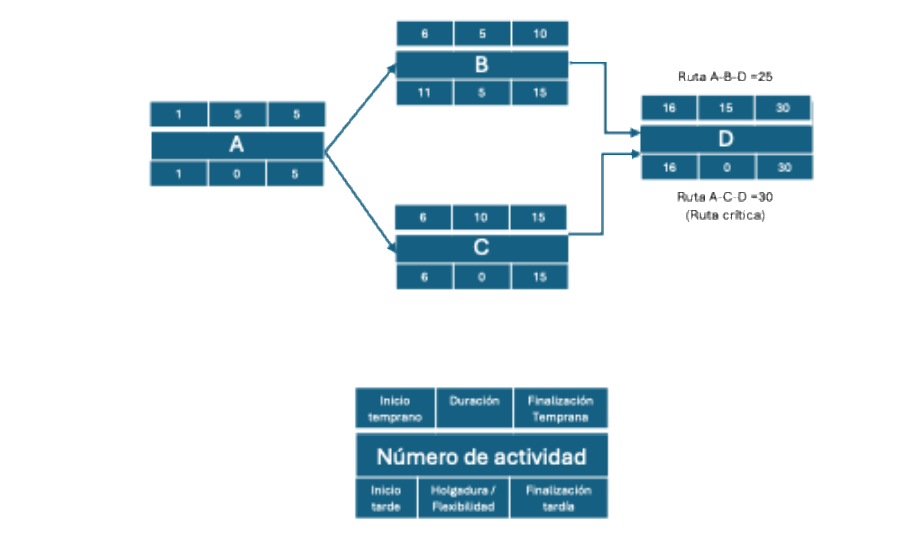 6 5 10
B
11 5 15
Ruta A-B-D =25
1 5 5
A
1 0 5
16 15 30
D
16 0 30
Ruta A-C-D =30
(Ruta crítica)
6 10 15
C
6 0 15
Inicio
temprano
Duración
Finalización
Temprana
Número de actividad
Inicio
tarde
Holgadura /
Flexibilidad
Finalización
tardía